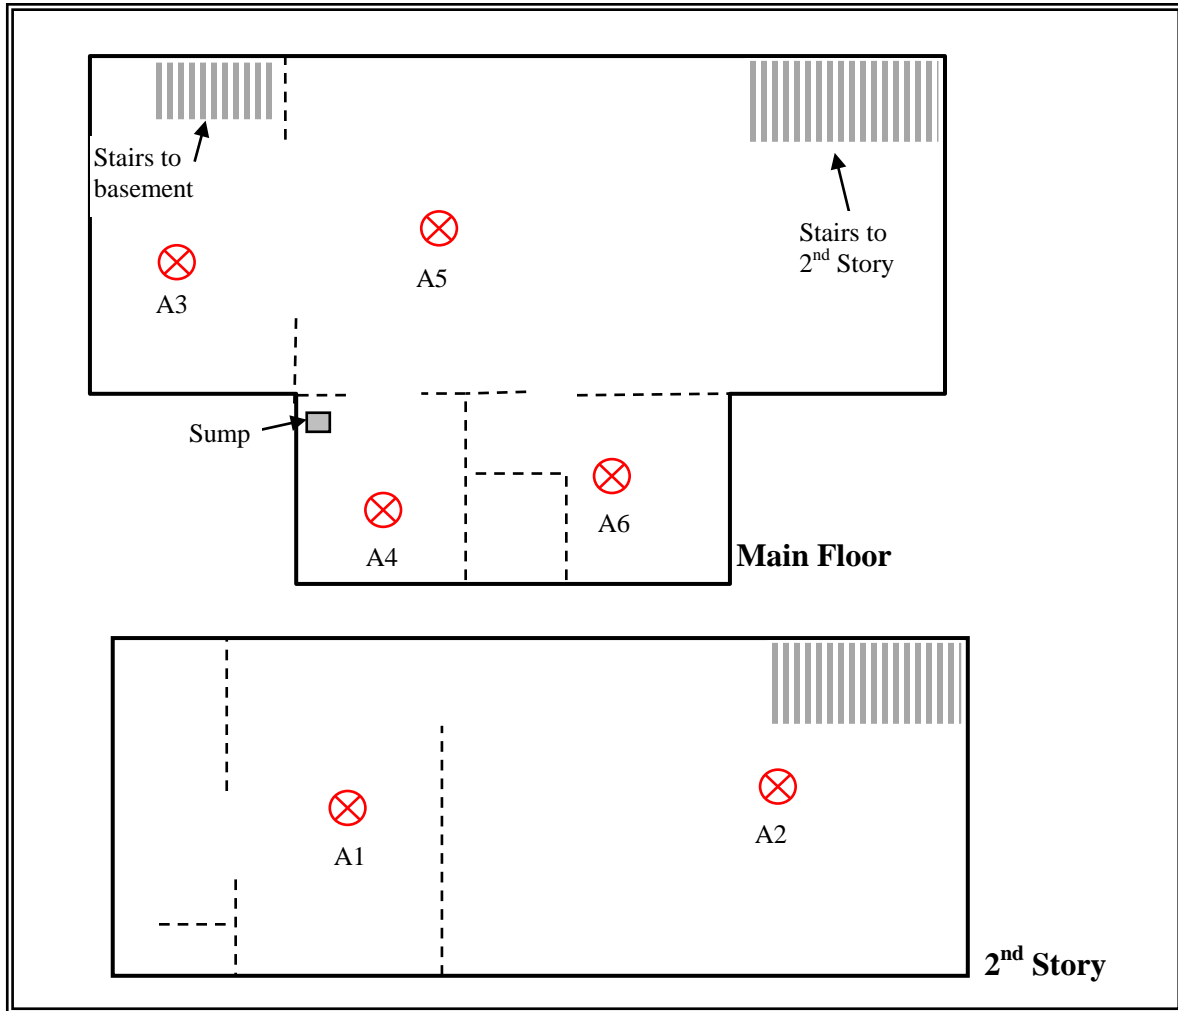 Stairs to
basement
Stairs to
2nd Story
A3
A5
Sump
A4
A6
Main Floor
A1
A2
2nd Story